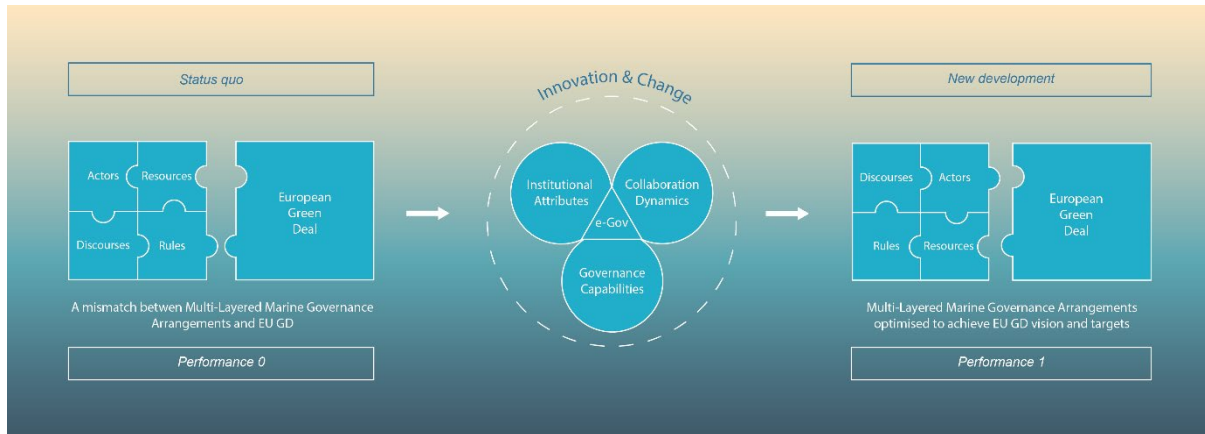 Status quo
Actors
Resources
Discourses
Rules
European
Green
Deal
A mismatch betwen Multi-Layered Marine Governance
Arrangements and EU GD
Performance 0
Innovation & Change
Institutional
Attributes
Collaboration
Dynamics
e-Gov
Governance
Capabilities
New development
Discourses
Actors
Rules
Resources
European
Green
Deal
Multi-Layered Marine Governance Arrangements
optimised to achieve EU GD vision and targets
Performance 1